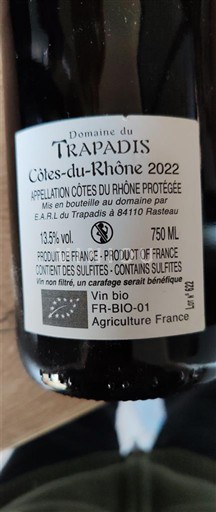 Domaine du
TRAPADIS
Côtes-du-Rhône 2022
APPELLATION CÔTES DU RHÔNE PROTÉGÉE
Mis en bouteille au domaine par
E.A.R.L du Trapadis à 84110 Rasteau
13.5% vol. 750 ML
PRODUIT DE FRANCE - PRODUCT OF FRANCE
CONTIENT DES SULFITES - CONTAINS SULFITES
Vin non filtré, un carafage serait bénéfique
Vin bio
FR-BIO-01
Agriculture France
Lot n° 622